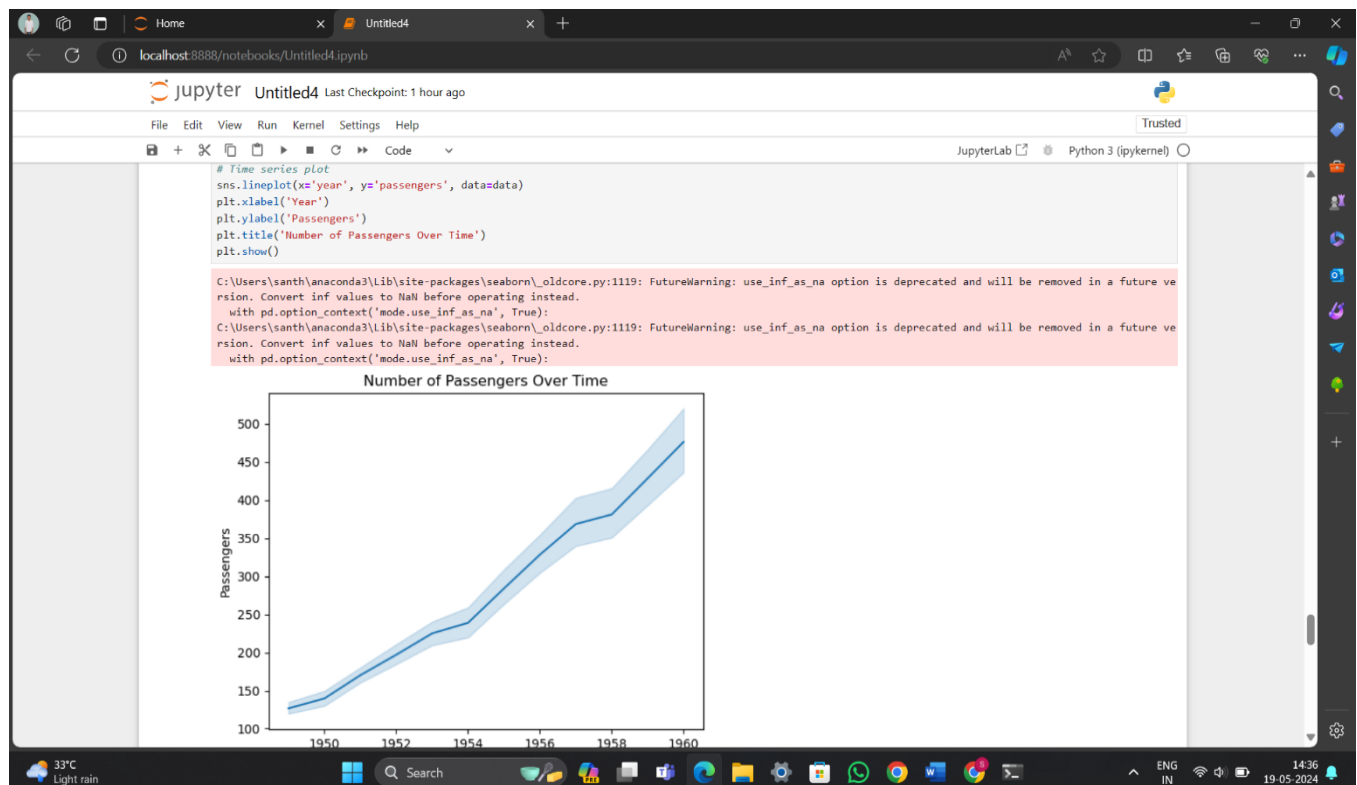 Home
Untitled4
localhost:8888/notebooks/Untitled4.ipynb
jupyter Untitled4 Last Checkpoint: 1 hour ago
File Edit View Run Kernel Settings Help
Trusted
Code
JupyterLab
Python 3 (ipykernel)
# Time series plot
sns.lineplot(x='year', y='passengers', data=data)
plt.xlabel('Year')
plt.ylabel('Passengers')
plt.title('Number of Passengers Over Time')
plt.show()
C:\Users\santh\anaconda3\Lib\site-packages\seaborn\_oldcore.py:1119: FutureWarning: use_inf_as_na option is deprecated and will be removed in a future ve
rsion. Convert inf values to NaN before operating instead.
with pd.option_context('mode.use_inf_as_na', True):
C:\Users\santh\anaconda3\Lib\site-packages\seaborn\_oldcore.py:1119: FutureWarning: use_inf_as_na option is deprecated and will be removed in a future ve
rsion. Convert inf values to NaN before operating instead.
with pd.option_context('mode.use_inf_as_na', True):
Number of Passengers Over Time
500
450
400
350
300
250
200
150
100
Passengers
1950 1952 1954 1956 1958 1960
33°C
Light rain
Search
PRE
ENG
IN
14:36
19-05-2024